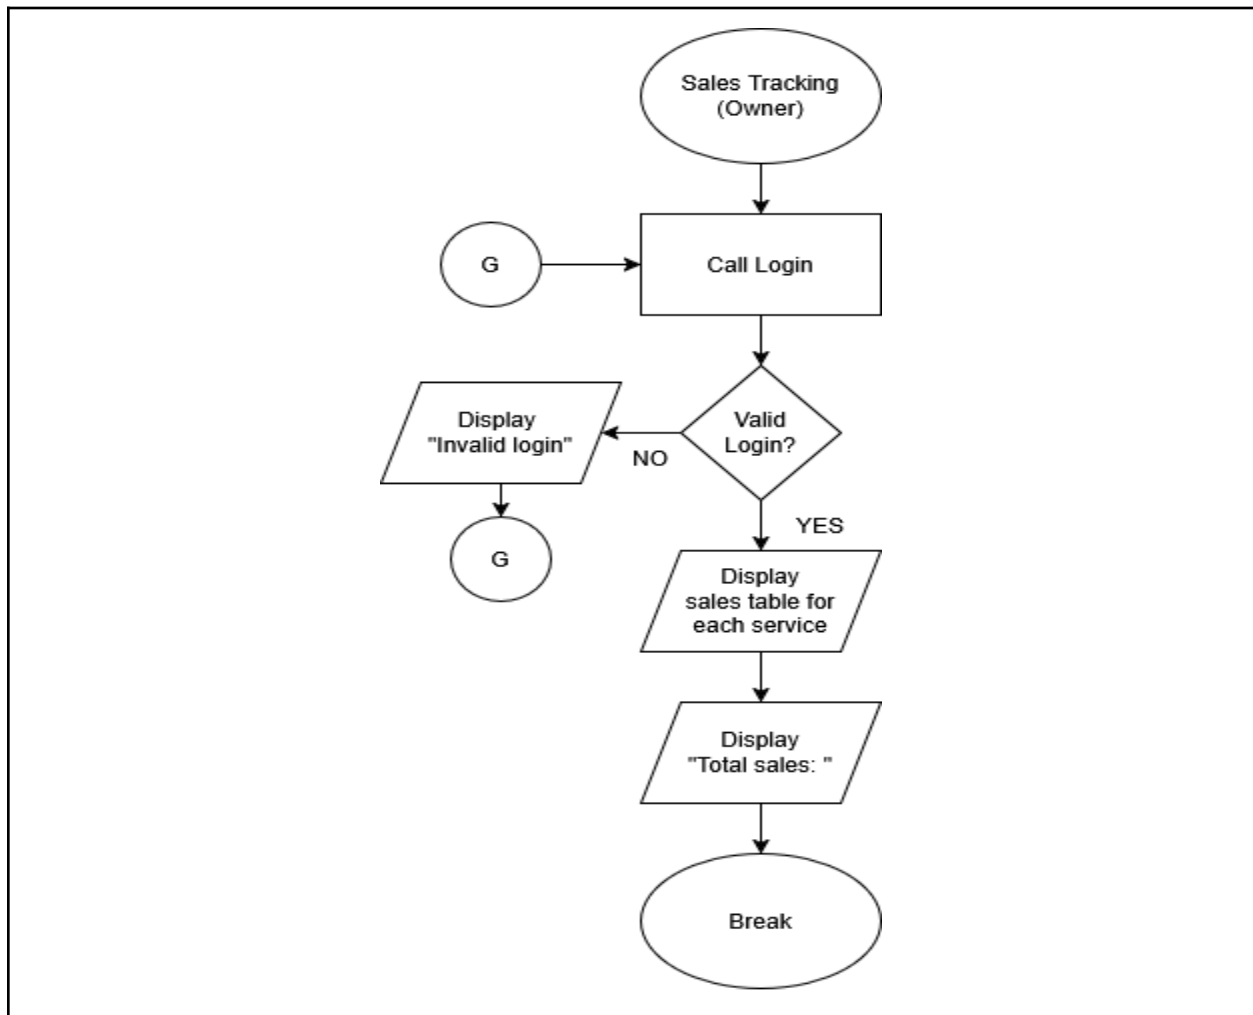 Sales Tracking
(Owner)
G
Call Login
Valid
Login?
NO
Display
"Invalid login"
G
YES
Display
sales table for
each service
Display
"Total sales: "
Break